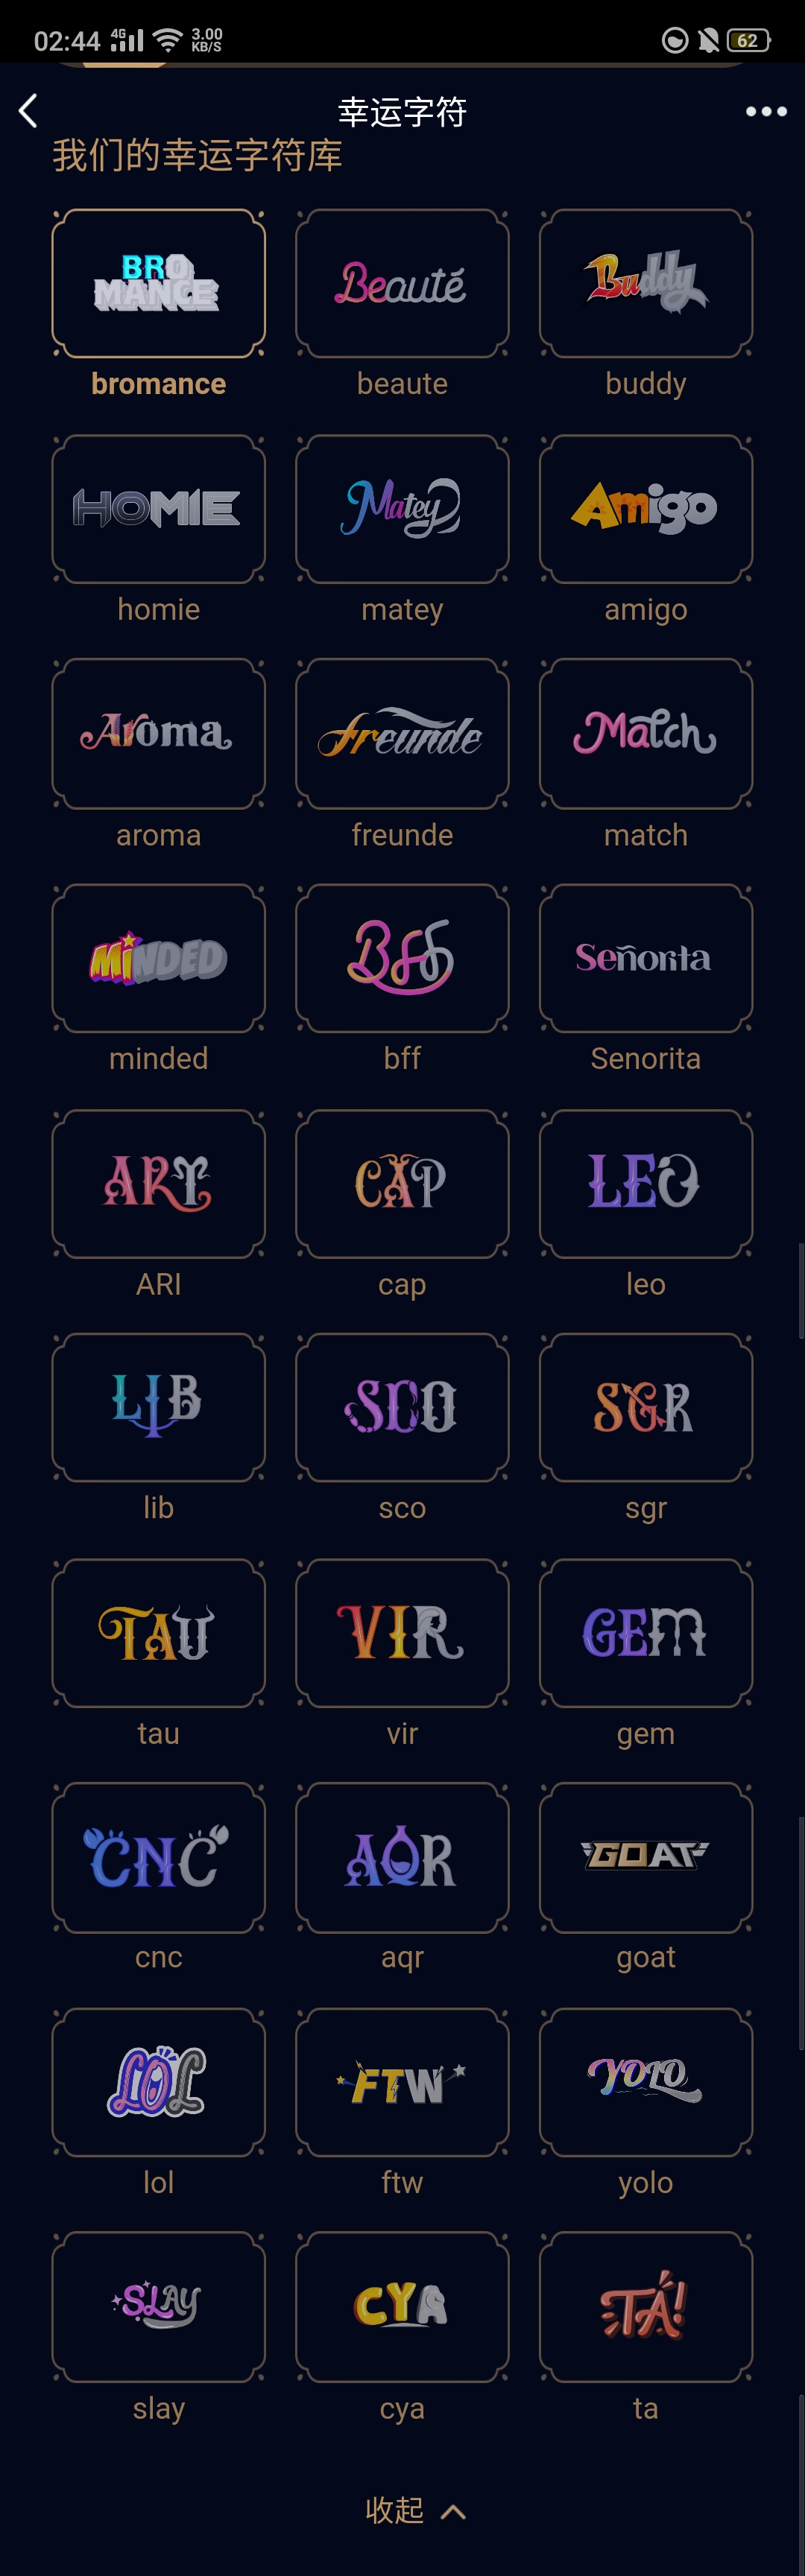 02:44 4G 3.00 KB/S 62
幸运字符
我们的幸运字符库
BRO MANCE Beauté Buddy
bromance beaute buddy
HOMIE Matey Amigo
homie matey amigo
Aroma freunde Match
aroma freunde match
MiNDED Bff Señorita
minded bff Senorita
ARI CAP LEO
ARI cap leo
LIB SCO SGR
lib sco sgr
TAU VIR GEM
tau vir gem
CNC AQR GOAT
cnc aqr goat
LOL FTW YOLO
lol ftw yolo
SLAY CYA TA!
slay cya ta
收起